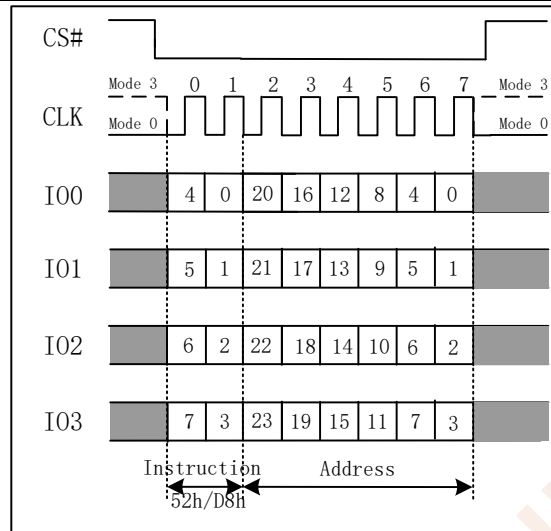 CS#
Mode 3 0 1 2 3 4 5 6 7 Mode 3
CLK
Mode 0 Mode 0
IO0 4 0 20 16 12 8 4 0
IO1 5 1 21 17 13 9 5 1
IO2 6 2 22 18 14 10 6 2
IO3 7 3 23 19 15 11 7 3
Instruction Address
52h/D8h